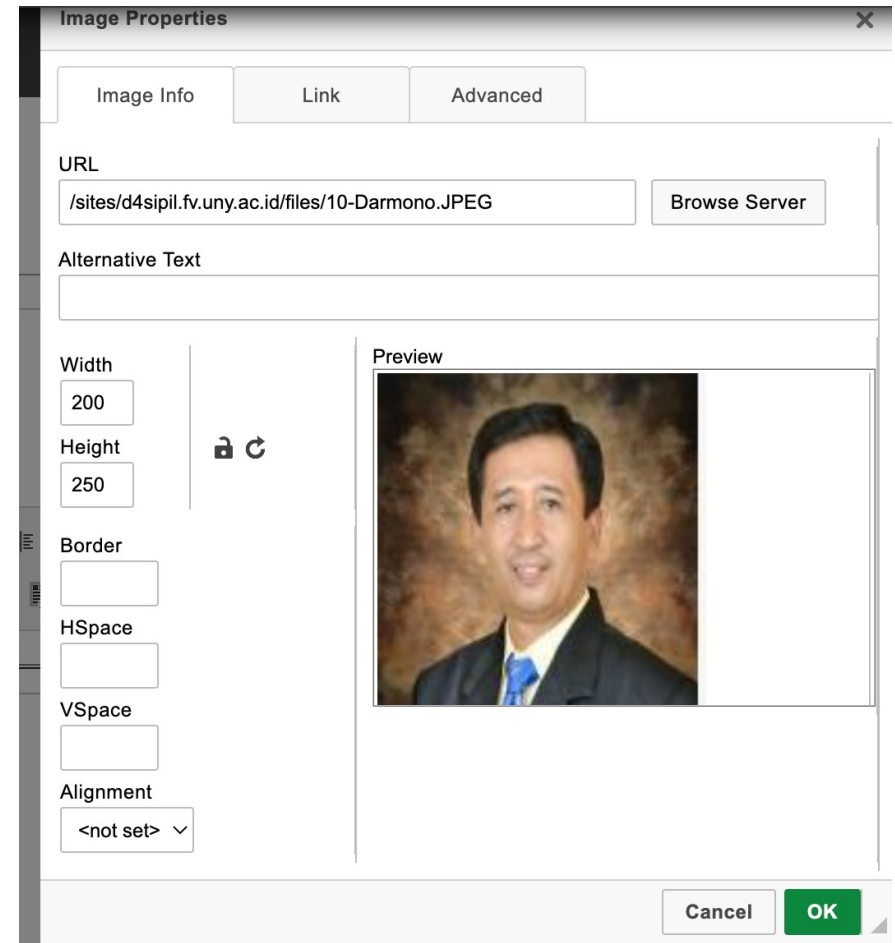 Image Properties
Image Info Link Advanced
URL
/sites/d4sipil.fv.uny.ac.id/files/10-Darmono.JPEG Browse Server
Alternative Text
Width
200
Height
250
Preview
Border
HSpace
VSpace
Alignment
<not set>
Cancel OK